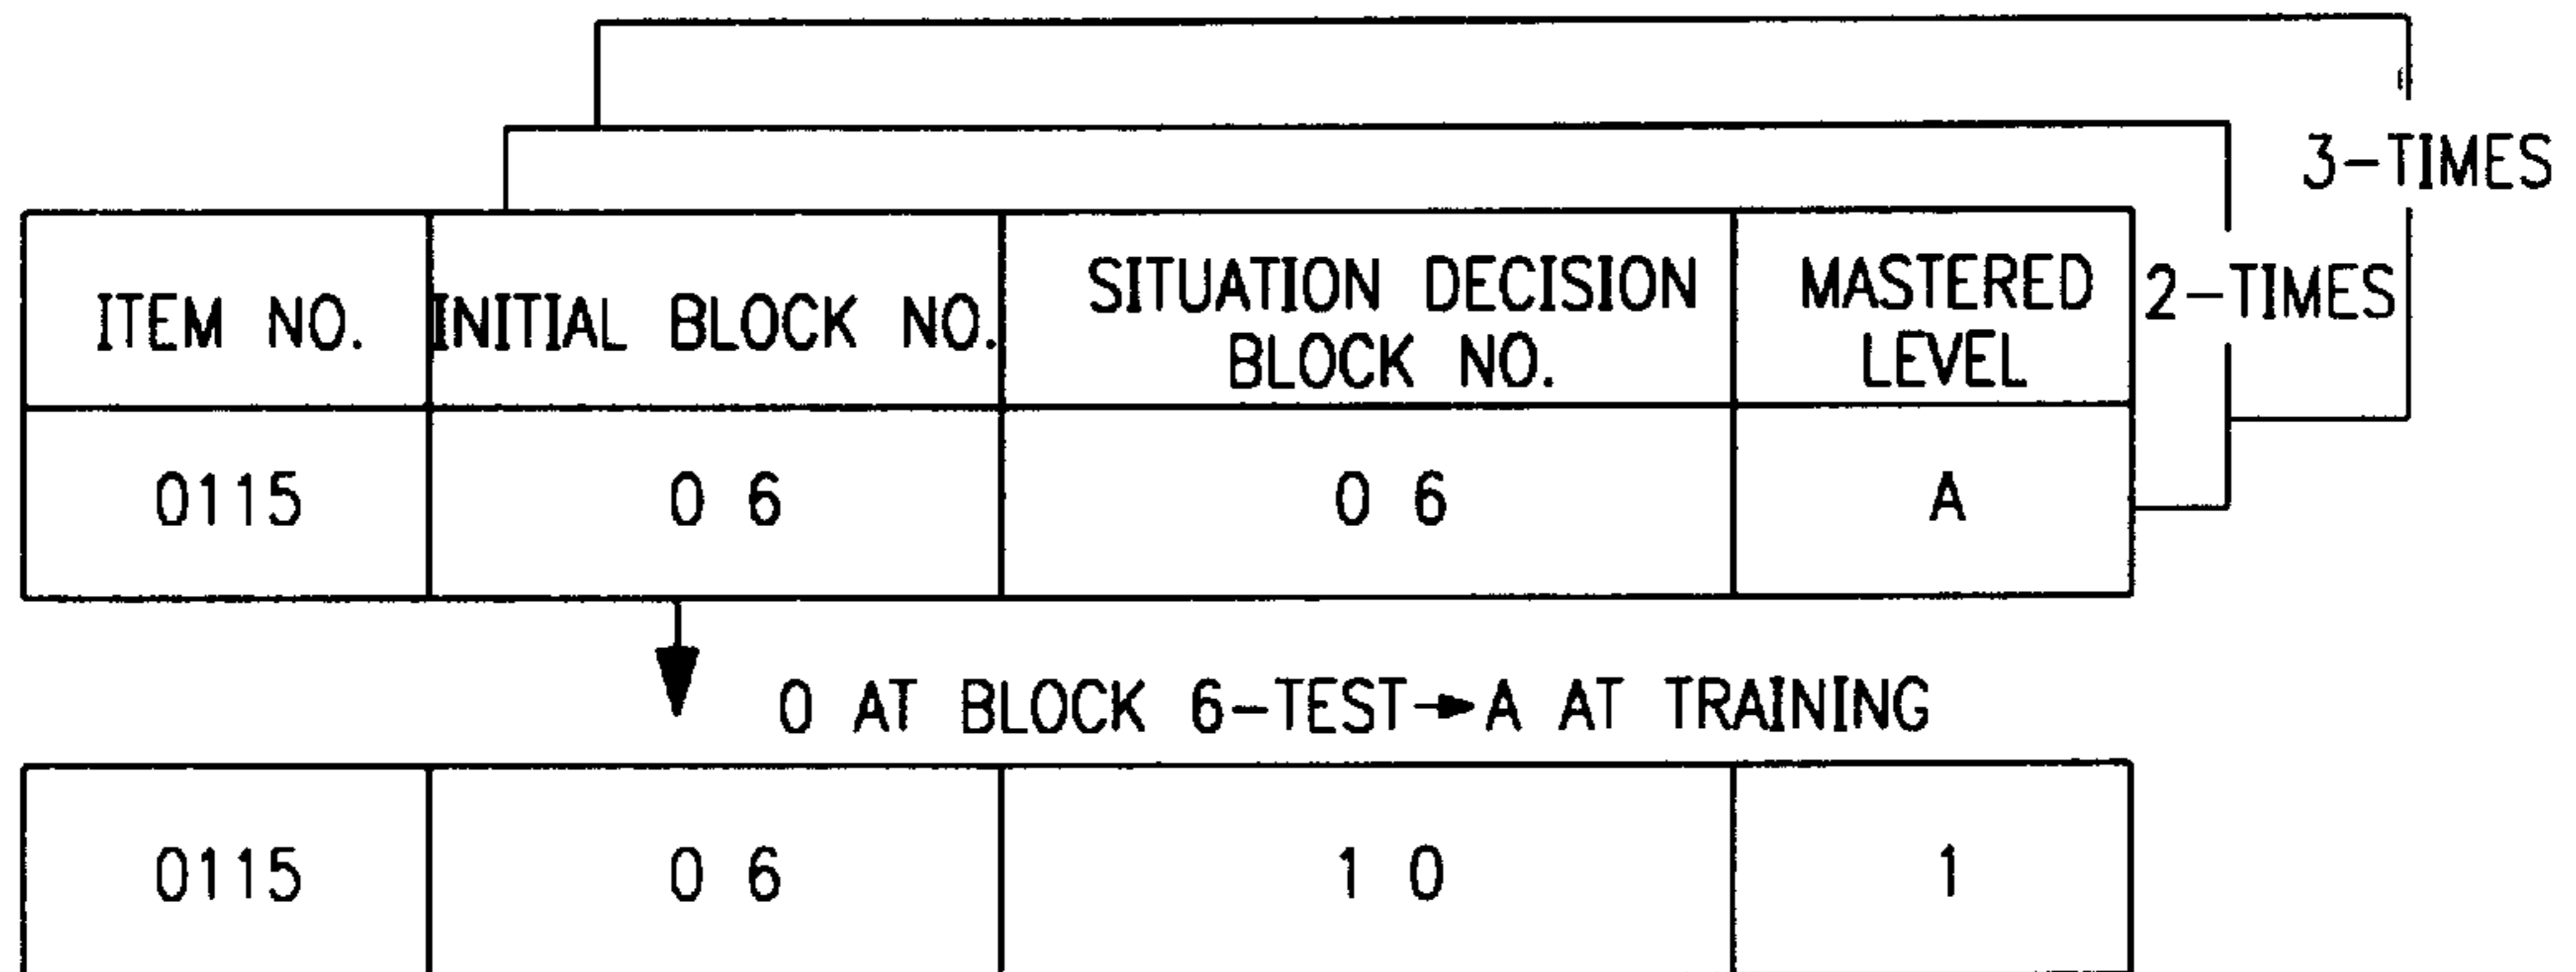 3-TIMES
2-TIMES
ITEM NO. INITIAL BLOCK NO. SITUATION DECISION BLOCK NO. MASTERED LEVEL
0115 0 6 0 6 A
0 AT BLOCK 6-TEST→A AT TRAINING
0115 0 6 1 0 1